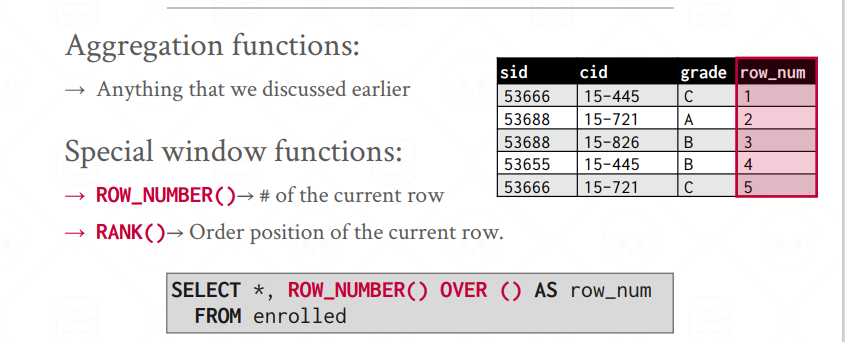 Aggregation functions:
→ Anything that we discussed earlier
Special window functions:
→ ROW_NUMBER()→ # of the current row
→ RANK()→ Order position of the current row.
sid cid grade row_num
53666 15-445 C 1
53688 15-721 A 2
53688 15-826 B 3
53655 15-445 B 4
53666 15-721 C 5
SELECT *, ROW_NUMBER() OVER () AS row_num
FROM enrolled